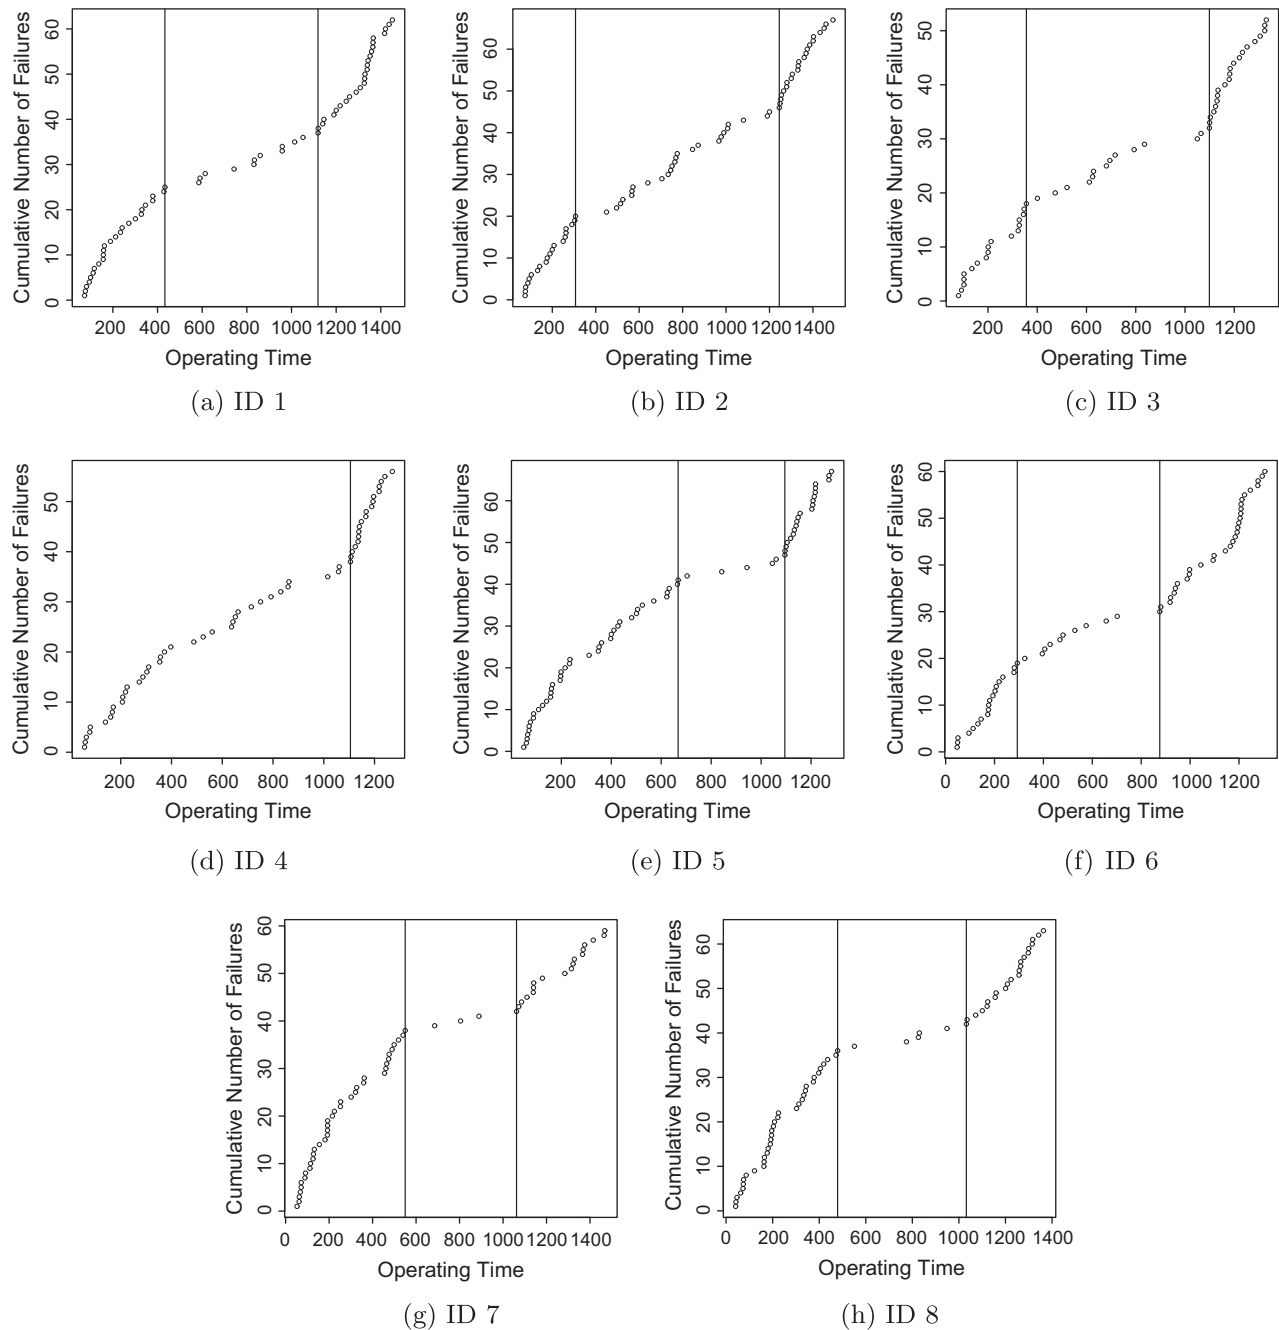 Cumulative Number of Failures
0 10 20 30 40 50 60
200 400 600 800 1000 1200 1400
Operating Time
(a) ID 1
Cumulative Number of Failures
0 10 20 30 40 50 60
200 400 600 800 1000 1200 1400
Operating Time
(b) ID 2
Cumulative Number of Failures
0 10 20 30 40 50
200 400 600 800 1000 1200
Operating Time
(c) ID 3
Cumulative Number of Failures
0 10 20 30 40 50
200 400 600 800 1000 1200
Operating Time
(d) ID 4
Cumulative Number of Failures
0 10 20 30 40 50 60
200 400 600 800 1000 1200
Operating Time
(e) ID 5
Cumulative Number of Failures
0 10 20 30 40 50 60
0 200 400 600 800 1000 1200
Operating Time
(f) ID 6
Cumulative Number of Failures
0 10 20 30 40 50 60
0 200 400 600 800 1000 1200 1400
Operating Time
(g) ID 7
Cumulative Number of Failures
0 10 20 30 40 50 60
0 200 400 600 800 1000 1200 1400
Operating Time
(h) ID 8